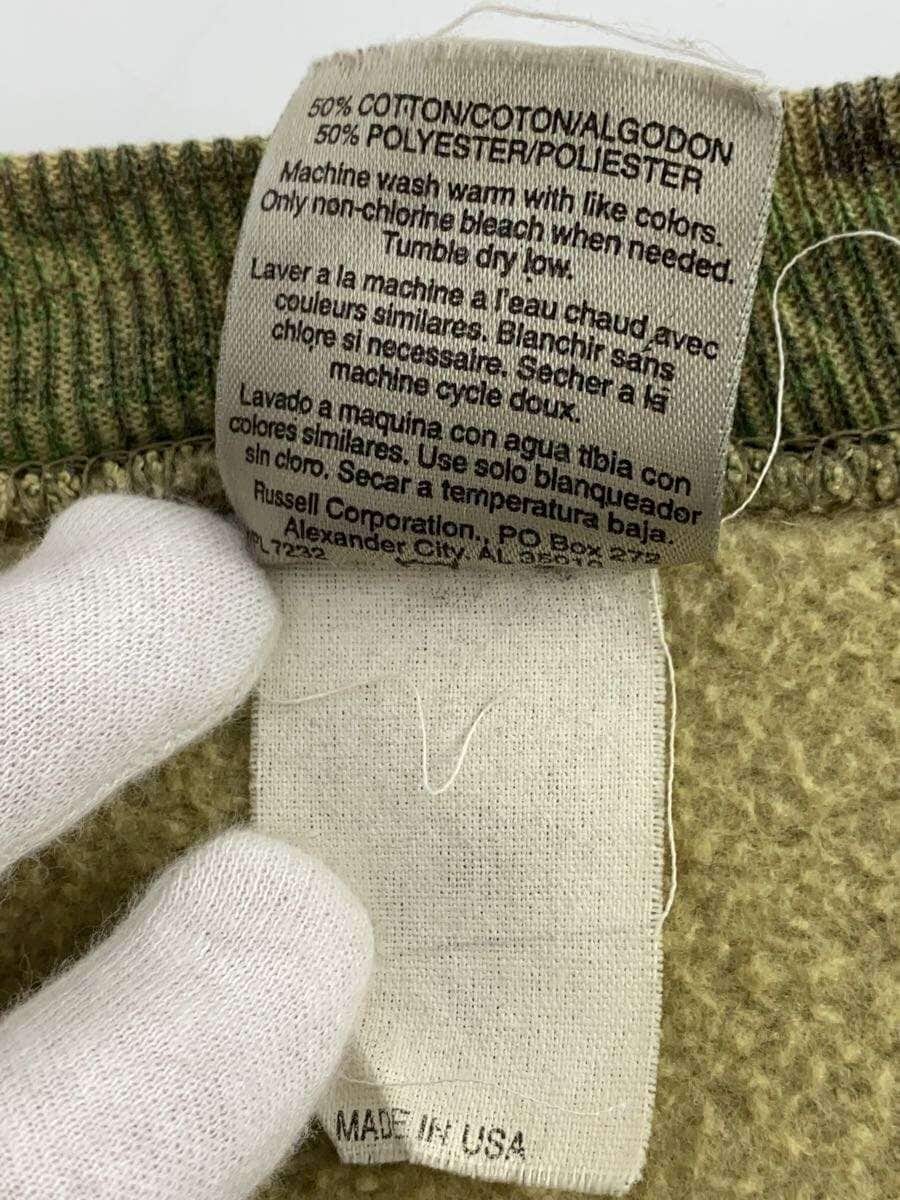 50% COTTON/COTON/ALGODON
50% POLYESTER/POLIESTER
Machine wash warm with like colors.
Only non-chlorine bleach when needed.
Tumble dry low.
Laver a la machine a l'eau chaud avec
couleurs similares. Blanchir sans
chlore si necessaire. Secher a la
machine cycle doux.
Lavado a maquina con agua tibia con
colores similares. Use solo blanqueador
sin cloro. Secar a temperatura baja.
Russell Corporation., PO Box 272
Alexander City, AL 35010
7232
MADE IN USA